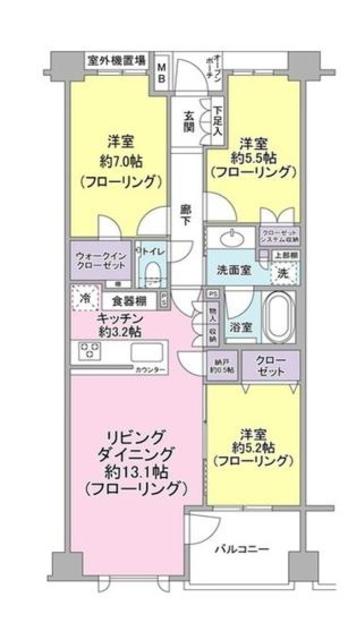 室外機置場
MB
オープンポーチ
玄関
下足入
洋室
約7.0帖
(フローリング)
洋室
約5.5帖
(フローリング)
廊下
クローゼット
システム収納
ウォークイン
クローゼット
トイレ
洗面室
上部棚
洗
冷
棚
食器棚
PS
キッチン
約3.2帖
PS
物入
収納
浴室
カウンター
納戸
約0.5帖
クロー
ゼット
リビング
ダイニング
約13.1帖
(フローリング)
洋室
約5.2帖
(フローリング)
バルコニー